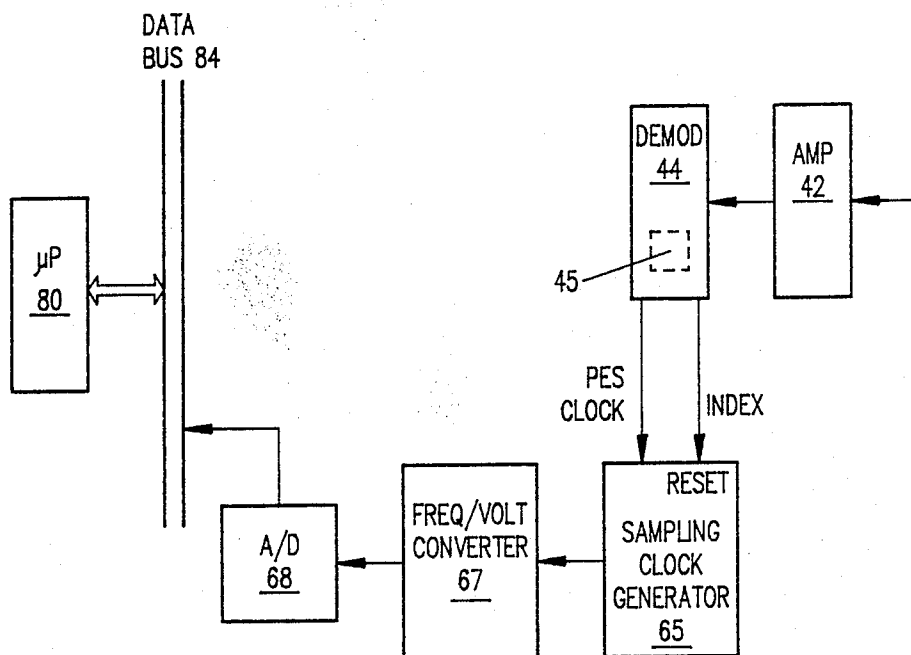 DATA
BUS 84
DEMOD
44
AMP
42
µP
80
45
PES
CLOCK
INDEX
RESET
SAMPLING
CLOCK
GENERATOR
65
FREQ/VOLT
CONVERTER
67
A/D
68